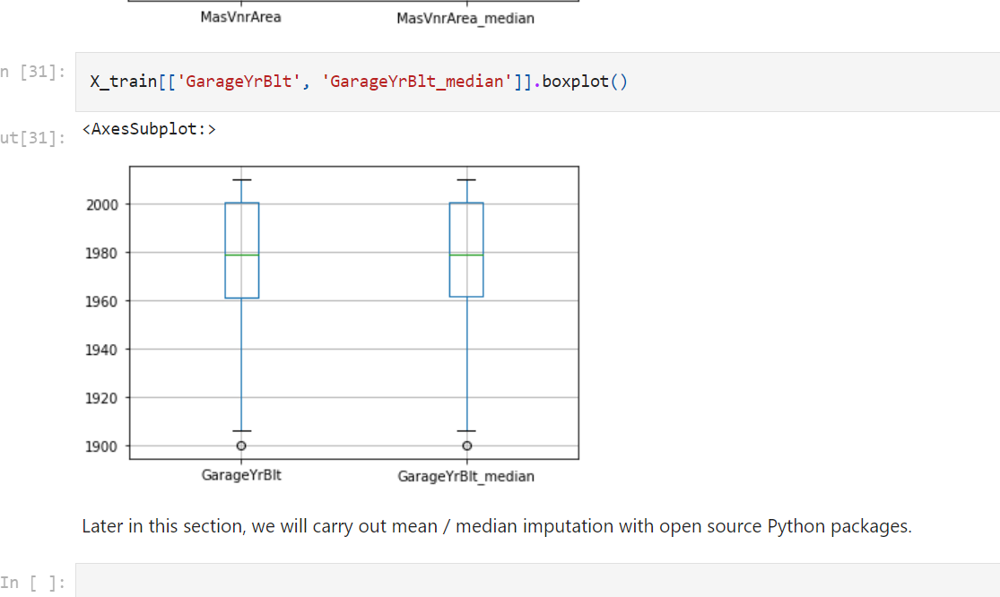 MasVnrArea MasVnrArea_median
n [31]: X_train[['GarageYrBlt', 'GarageYrBlt_median']].boxplot()
ut[31]: <AxesSubplot:>
2000
1980
1960
1940
1920
1900
GarageYrBlt GarageYrBlt_median
Later in this section, we will carry out mean / median imputation with open source Python packages.
In [ ]: